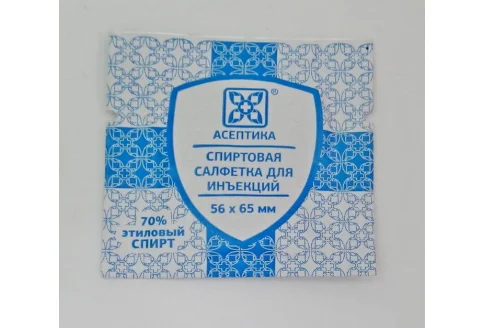 ®
АСЕПТИКА
СПИРТОВАЯ
САЛФЕТКА ДЛЯ
ИНЪЕКЦИЙ
56 х 65 мм
70%
этиловый
СПИРТ